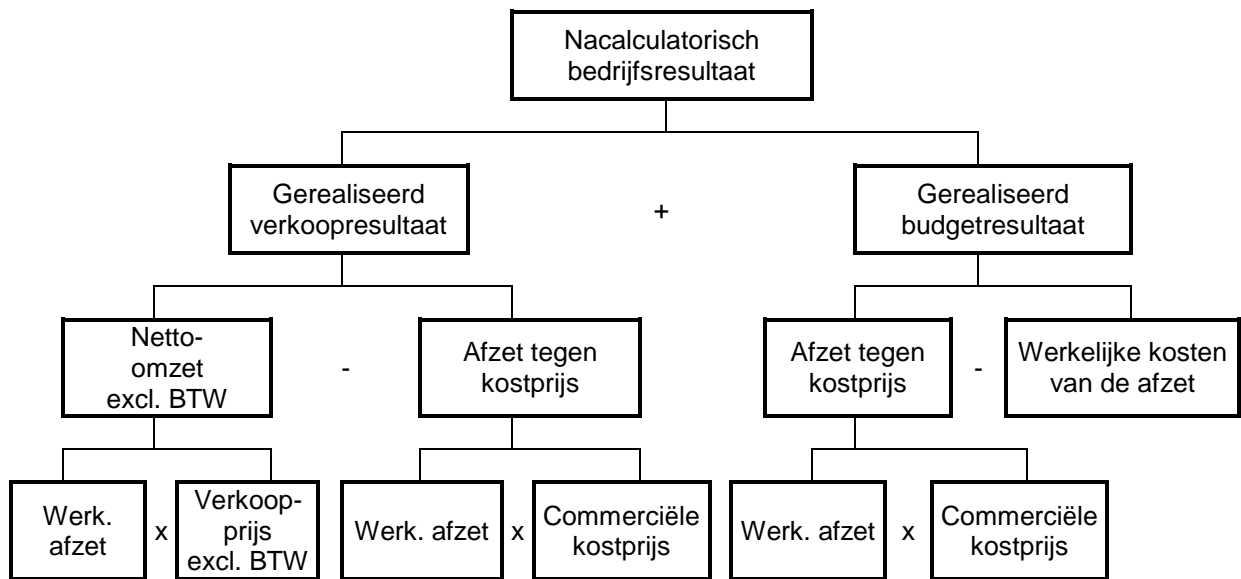 Nacalculatorisch
bedrijfsresultaat
Gerealiseerd
verkoopresultaat
+
Gerealiseerd
budgetresultaat
Netto-
omzet
excl. BTW
-
Afzet tegen
kostprijs
Afzet tegen
kostprijs
-
Werkelijke kosten
van de afzet
Werk.
afzet
x
Verkoop-
prijs
excl. BTW
Werk. afzet
x
Commerciële
kostprijs
Werk. afzet
x
Commerciële
kostprijs